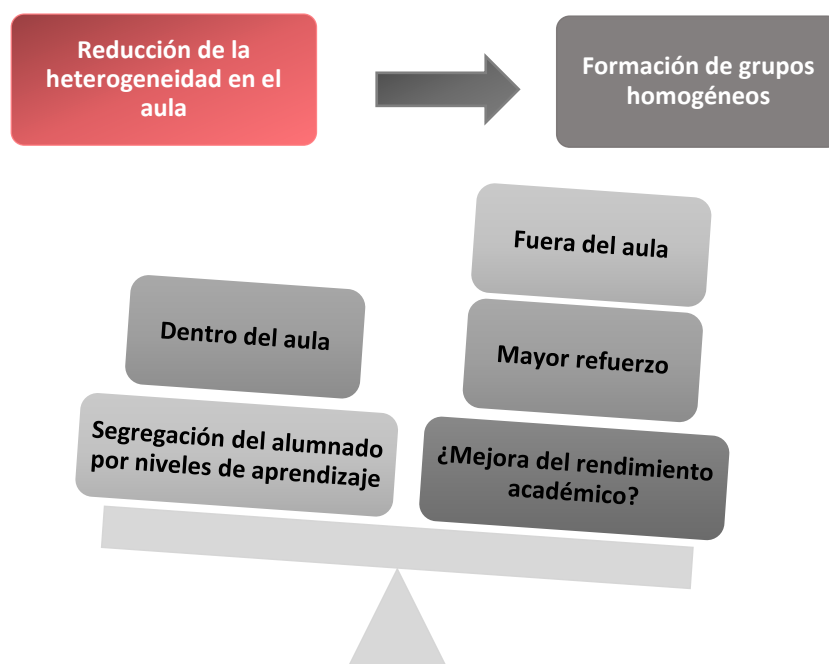 Reducción de la
heterogeneidad en el
aula
Formación de grupos
homogéneos
Fuera del aula
Dentro del aula
Mayor refuerzo
Segregación del alumnado
por niveles de aprendizaje
¿Mejora del rendimiento
académico?